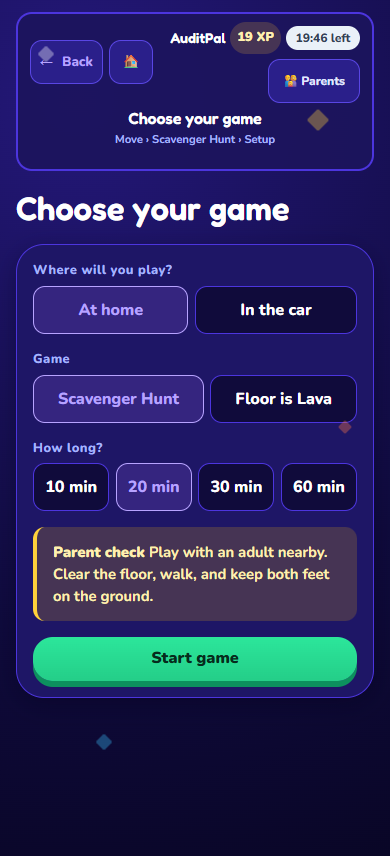 ← Back
AuditPal
19 XP
19:46 left
Parents
Choose your game
Move › Scavenger Hunt › Setup
Choose your game
Where will you play?
At home
In the car
Game
Scavenger Hunt
Floor is Lava
How long?
10 min
20 min
30 min
60 min
Parent check Play with an adult nearby.
Clear the floor, walk, and keep both feet
on the ground.
Start game